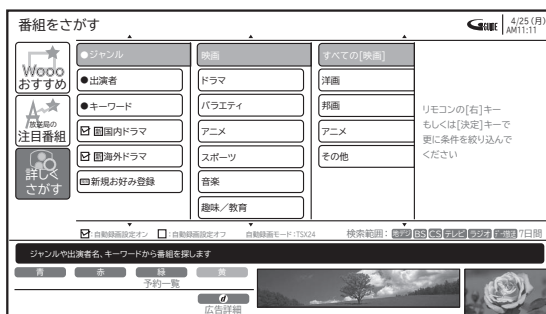 番組をさがす
GGUIDE
4/25(月)
AM11:11
Wooo
おすすめ
放送局の
注目番組
詳しく
さがす
●ジャンル
●出演者
●キーワード
国内ドラマ
海外ドラマ
新規お好み登録
映画
ドラマ
バラエティ
アニメ
スポーツ
音楽
趣味／教育
すべての[映画]
洋画
邦画
アニメ
その他
リモコンの[右]キー
もしくは[決定]キーで
更に条件を絞り込んで
ください
:自動録画設定オン :自動録画設定オフ 自動録画モード:TSX24 検索範囲: 地デジ BS CS テレビ ラジオ データ放送 7日間
ジャンルや出演者名、キーワードから番組を探します
青 赤 緑 黄
予約一覧
d
広告詳細